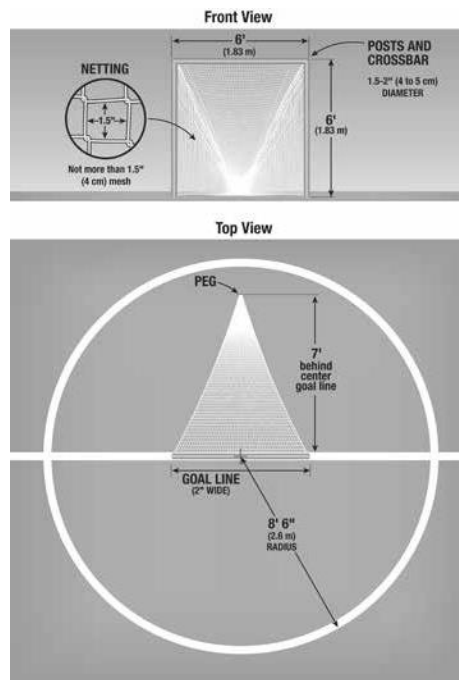 Front View
6'
(1.83 m)
POSTS AND
CROSSBAR
1.5-2" (4 to 5 cm)
DIAMETER
NETTING
1.5"
Not more than 1.5"
(4 cm) mesh
6'
(1.83 m)
Top View
PEG
7'
behind
center
goal line
GOAL LINE
(2" WIDE)
8' 6"
(2.6 m)
RADIUS